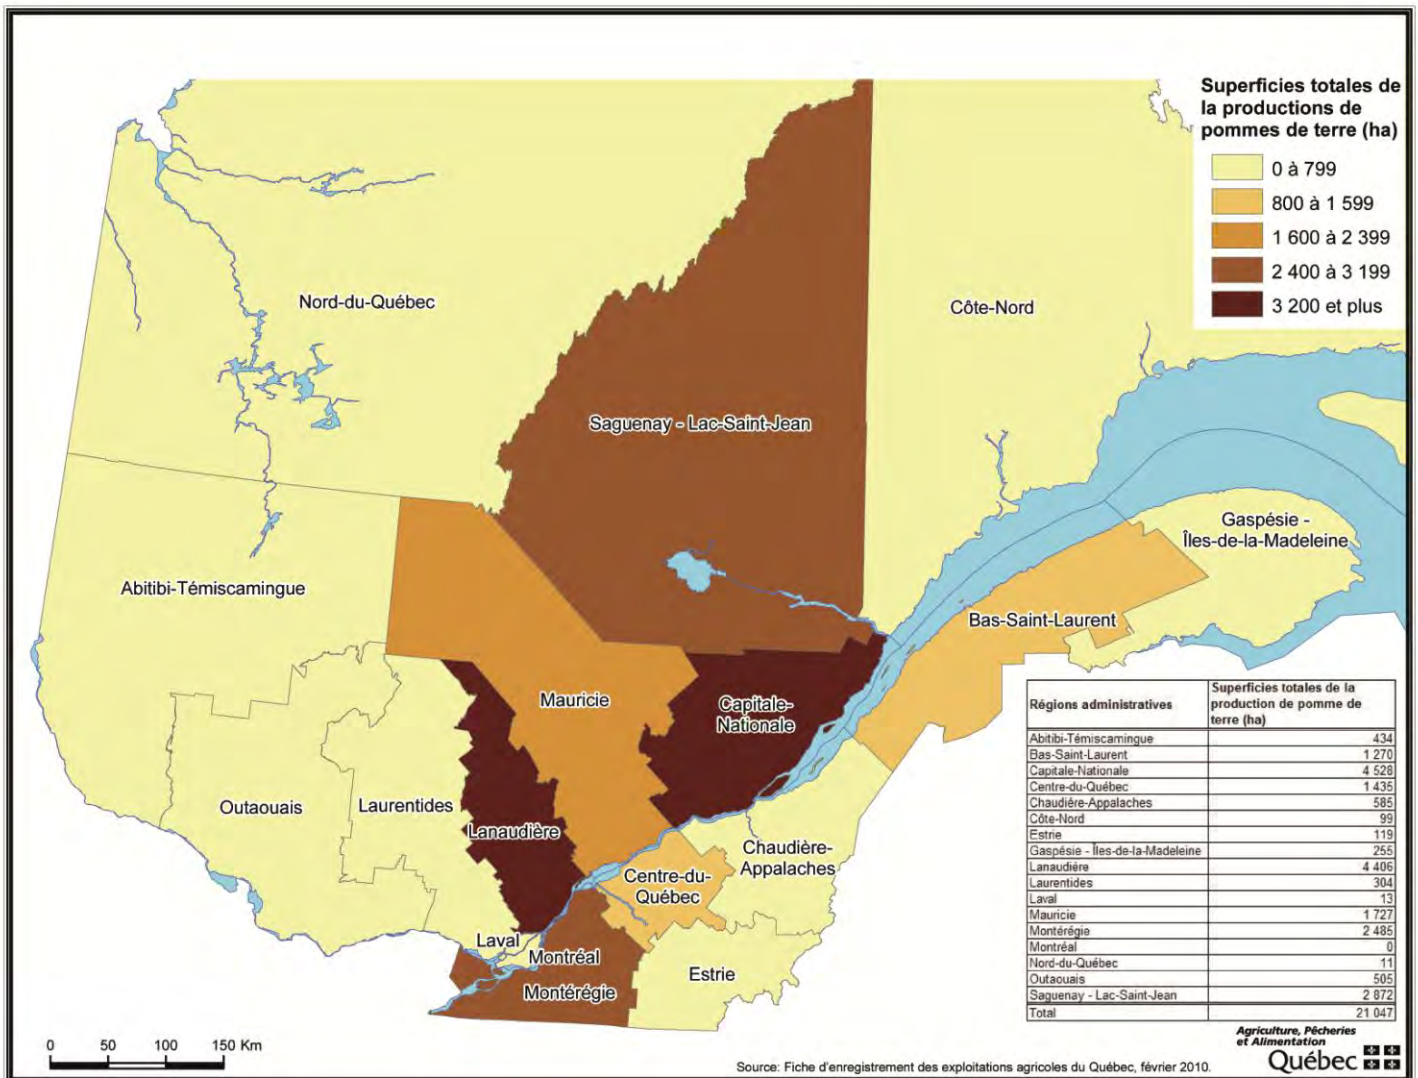 Superficies totales de
la productions de
pommes de terre (ha)
0 à 799
800 à 1 599
1 600 à 2 399
2 400 à 3 199
3 200 et plus
Nord-du-Québec
Côte-Nord
Saguenay - Lac-Saint-Jean
Gaspésie -
Îles-de-la-Madeleine
Abitibi-Témiscamingue
Bas-Saint-Laurent
Mauricie
Capitale-
Nationale
Outaouais
Laurentides
Lanaudière
Chaudière-
Appalaches
Centre-du-
Québec
Laval
Montréal
Estrie
Montérégie
Régions administratives Superficies totales de la
production de pomme de
terre (ha)
Abitibi-Témiscamingue 434
Bas-Saint-Laurent 1 270
Capitale-Nationale 4 528
Centre-du-Québec 1 435
Chaudière-Appalaches 585
Côte-Nord 99
Estrie 119
Gaspésie - Îles-de-la-Madeleine 255
Lanaudière 4 406
Laurentides 304
Laval 13
Mauricie 1 727
Montérégie 2 485
Montréal 0
Nord-du-Québec 11
Outaouais 505
Saguenay - Lac-Saint-Jean 2 872
Total 21 047
0 50 100 150 Km
Source: Fiche d'enregistrement des exploitations agricoles du Québec, février 2010.
Agriculture, Pêcheries
et Alimentation
Québec